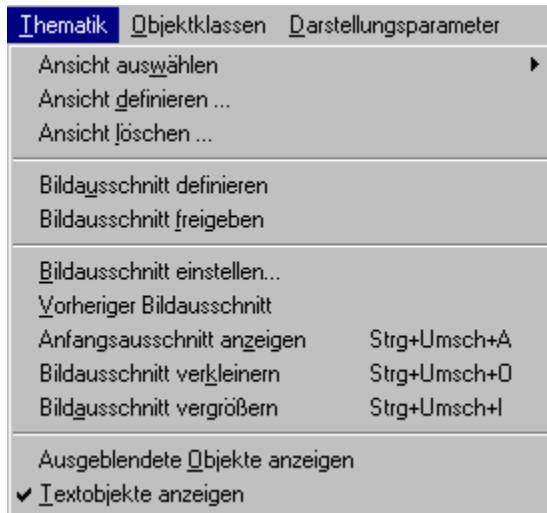 Thematik Objektklassen Darstellungsparameter
Ansicht auswählen
Ansicht definieren ...
Ansicht löschen ...
Bildausschnitt definieren
Bildausschnitt freigeben
Bildausschnitt einstellen...
Vorheriger Bildausschnitt
Anfangsausschnitt anzeigen Strg+Umsch+A
Bildausschnitt verkleinern Strg+Umsch+O
Bildausschnitt vergrößern Strg+Umsch+I
Ausgeblendete Objekte anzeigen
Textobjekte anzeigen